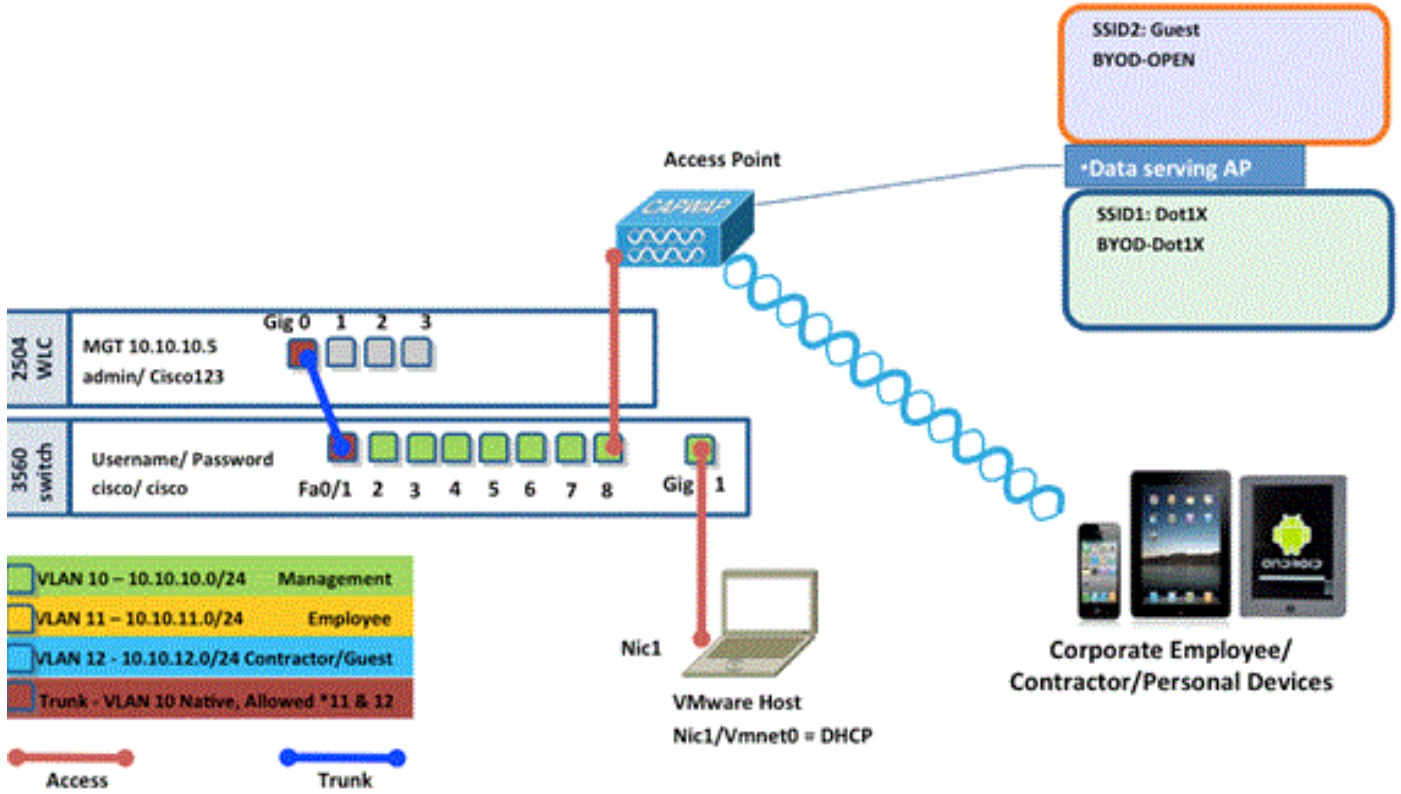 SSID2: Guest
BYOD-OPEN
•Data serving AP
SSID1: Dot1X
BYOD-Dot1X
Access Point
CAPWAP
2504 WLC
MGT 10.10.10.5
admin/ Cisco123
Gig 0 1 2 3
3560 switch
Username/ Password
cisco/ cisco
Fa0/1 2 3 4 5 6 7 8 Gig 1
VLAN 10 – 10.10.10.0/24 Management
VLAN 11 – 10.10.11.0/24 Employee
VLAN 12 - 10.10.12.0/24 Contractor/Guest
Trunk - VLAN 10 Native, Allowed *11 & 12
Access
Trunk
Nic1
VMware Host
Nic1/Vmnet0 = DHCP
ANDROID
Corporate Employee/
Contractor/Personal Devices